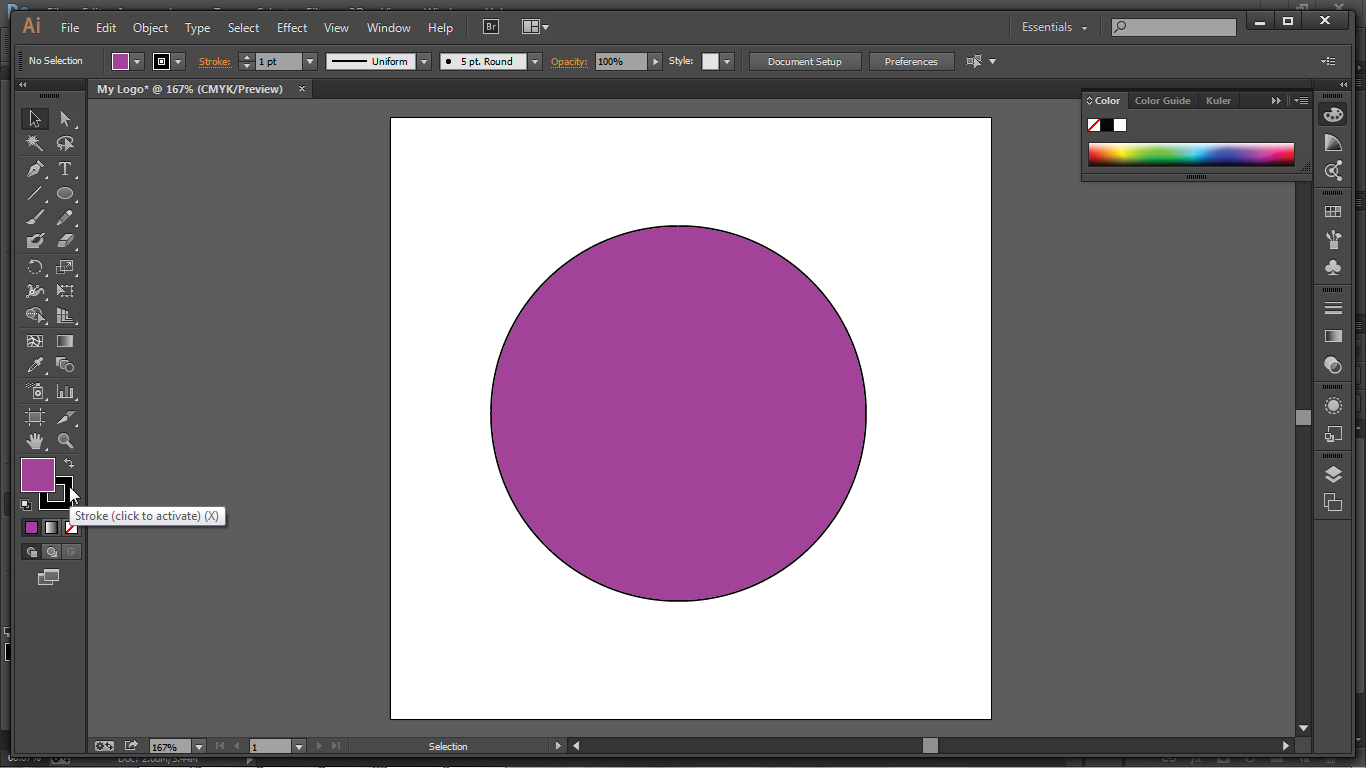 Ai File Edit Object Type Select Effect View Window Help Br Essentials
No Selection Stroke: 1 pt Uniform 5 pt. Round Opacity: 100% Style: Document Setup Preferences
My Logo* @ 167% (CMYK/Preview)
Color Color Guide Kuler
T
Stroke (click to activate) (X)
167% 1 Selection